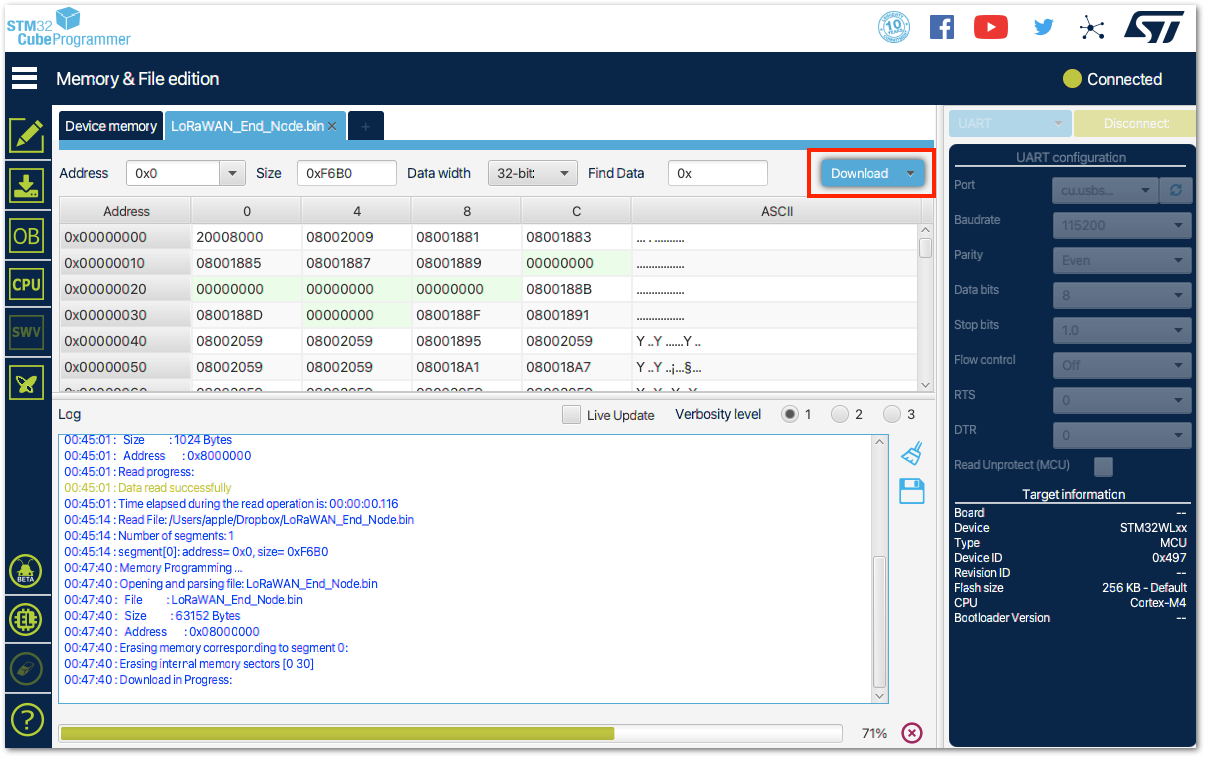 STM32
CubeProgrammer
10
ST
Memory & File edition
Connected
Device memory LoRaWAN_End_Node.bin × +
UART Disconnect
Address 0x0 Size 0xF6B0 Data width 32-bit Find Data 0x Download
Address 0 4 8 C ASCII
0x00000000 20008000 08002009 08001881 08001883 ... . ..........
0x00000010 0800188B 08001887 08001889 00000000 ................
0x00000020 00000000 00000000 00000000 0800188B ................
0x00000030 0800188D 00000000 0800188F 08001891 ................
0x00000040 08002059 08002059 08001895 08002059 Y ..Y ......Y ..
0x00000050 08002059 08002059 080018A1 080018A7 Y ..Y ..¡...§...
0x00000060 08002059 08002059 08002059 08002059 Y ..Y ..Y ..Y ..
OB
CPU
SWV
BETA
EL
?
Log Live Update Verbosity level 1 2 3
00:45:01 : Size : 1024 Bytes
00:45:01 : Address : 0x8000000
00:45:01 : Read progress:
00:45:01 : Data read successfully
00:45:01 : Time elapsed during the read operation is: 00:00:00.116
00:45:14 : Read File: /Users/apple/Dropbox/LoRaWAN_End_Node.bin
00:45:14 : Number of segments: 1
00:45:14 : segment[0]: address= 0x0, size= 0xF6B0
00:47:40 : Memory Programming ...
00:47:40 : Opening and parsing file: LoRaWAN_End_Node.bin
00:47:40 : File : LoRaWAN_End_Node.bin
00:47:40 : Size : 63152 Bytes
00:47:40 : Address : 0x08000000
00:47:40 : Erasing memory corresponding to segment 0:
00:47:40 : Erasing internal memory sectors [0 30]
00:47:40 : Download in Progress:
71%
UART configuration
Port cu.usbs...
Baudrate 115200
Parity Even
Data bits 8
Stop bits 1.0
Flow control Off
RTS 0
DTR 0
Read Unprotect (MCU)
Target information
Board --
Device STM32WLxx
Type MCU
Device ID 0x497
Revision ID --
Flash size 256 KB - Default
CPU Cortex-M4
Bootloader Version --